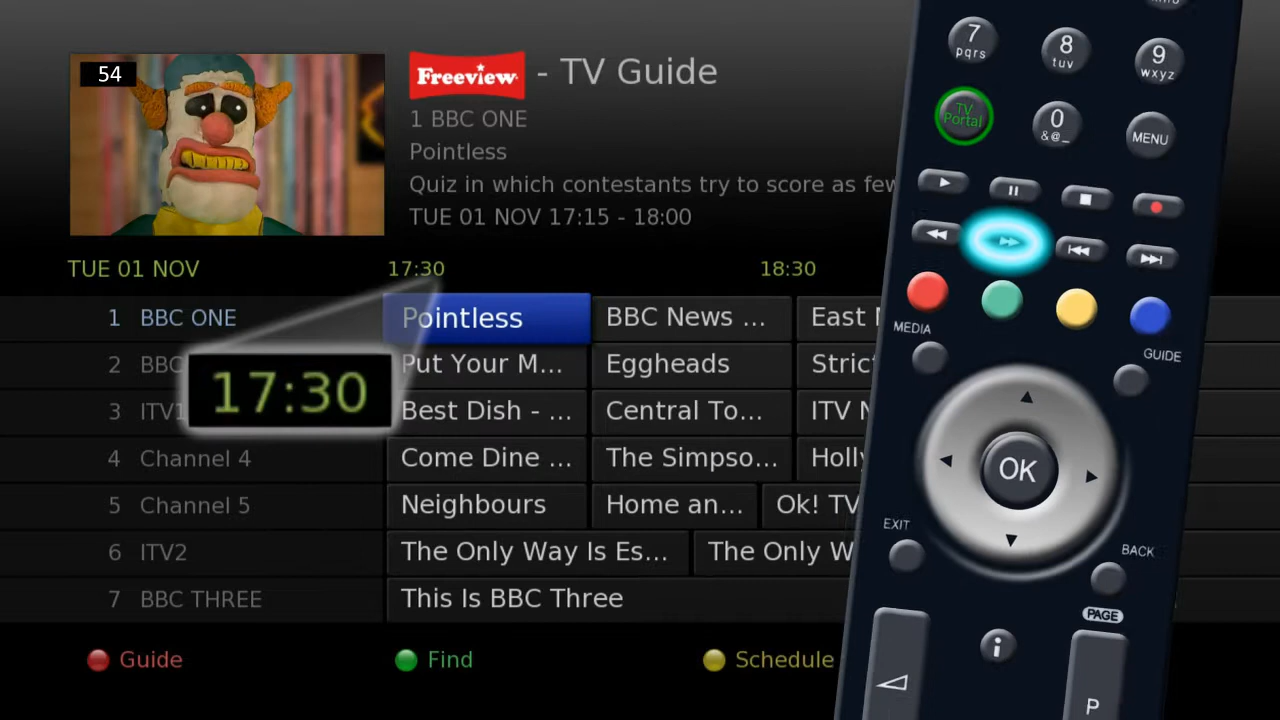 54
Freeview - TV Guide
1 BBC ONE
Pointless
Quiz in which contestants try to score as few
TUE 01 NOV 17:15 - 18:00
TUE 01 NOV 17:30 18:30
1 BBC ONE Pointless BBC News ... East
2 BBC Put Your M... Eggheads Strict
17:30
3 ITV1 Best Dish - ... Central To... ITV
4 Channel 4 Come Dine ... The Simpso... Holly
5 Channel 5 Neighbours Home an... Ok! TV
6 ITV2 The Only Way Is Es... The Only W
7 BBC THREE This Is BBC Three
Guide Find Schedule
7 pqrs
8 tuv
9 wxyz
TV Portal
0 &@_
MENU
MEDIA
GUIDE
OK
EXIT
BACK
PAGE
i
P